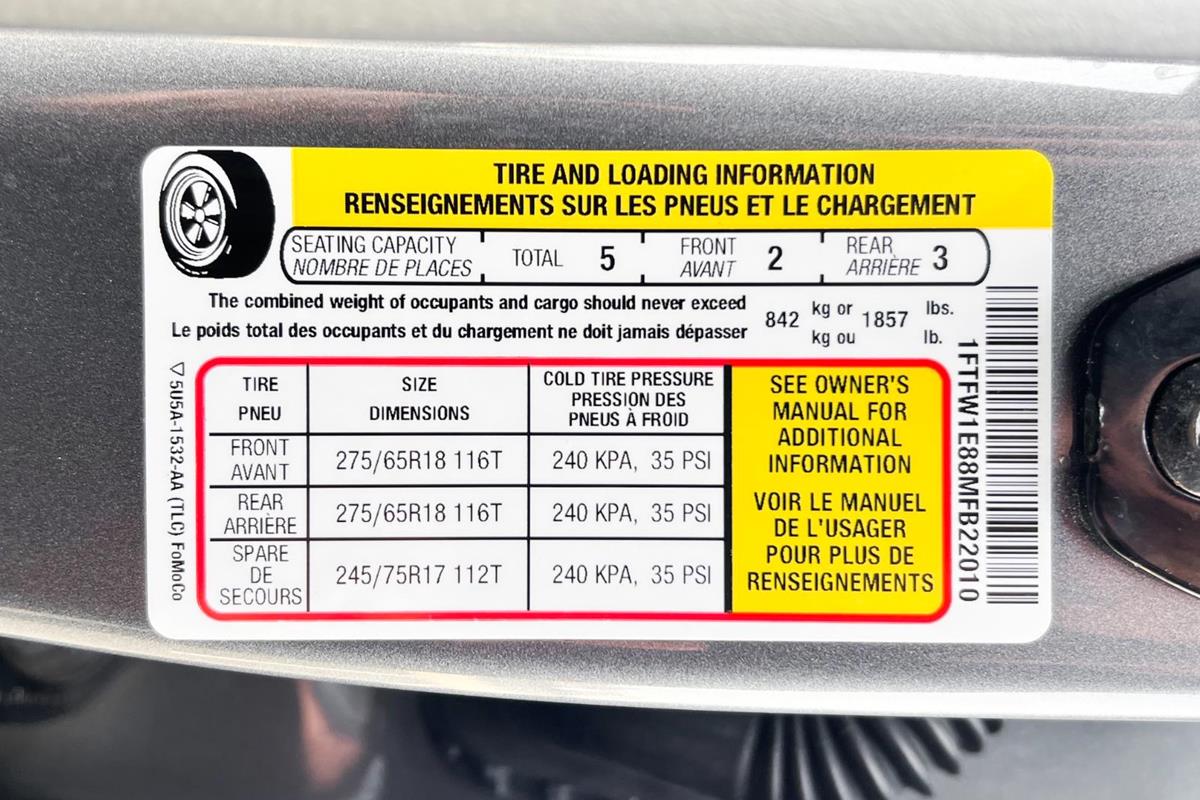 TIRE AND LOADING INFORMATION
RENSEIGNEMENTS SUR LES PNEUS ET LE CHARGEMENT
SEATING CAPACITY TOTAL 5 FRONT 2 REAR 3
NOMBRE DE PLACES AVANT ARRIÈRE
The combined weight of occupants and cargo should never exceed 842 kg or 1857 lbs.
Le poids total des occupants et du chargement ne doit jamais dépasser kg ou lb.
TIRE SIZE COLD TIRE PRESSURE
PNEU DIMENSIONS PRESSION DES
PNEUS À FROID
FRONT 275/65R18 116T 240 KPA, 35 PSI
AVANT
REAR 275/65R18 116T 240 KPA, 35 PSI
ARRIÈRE
SPARE 245/75R17 112T 240 KPA, 35 PSI
DE
SECOURS
SEE OWNER'S
MANUAL FOR
ADDITIONAL
INFORMATION
VOIR LE MANUEL
DE L'USAGER
POUR PLUS DE
RENSEIGNEMENTS
▽5U5A-1532-AA (TLC) FoMoCo
1FTFW1E88MFB22010